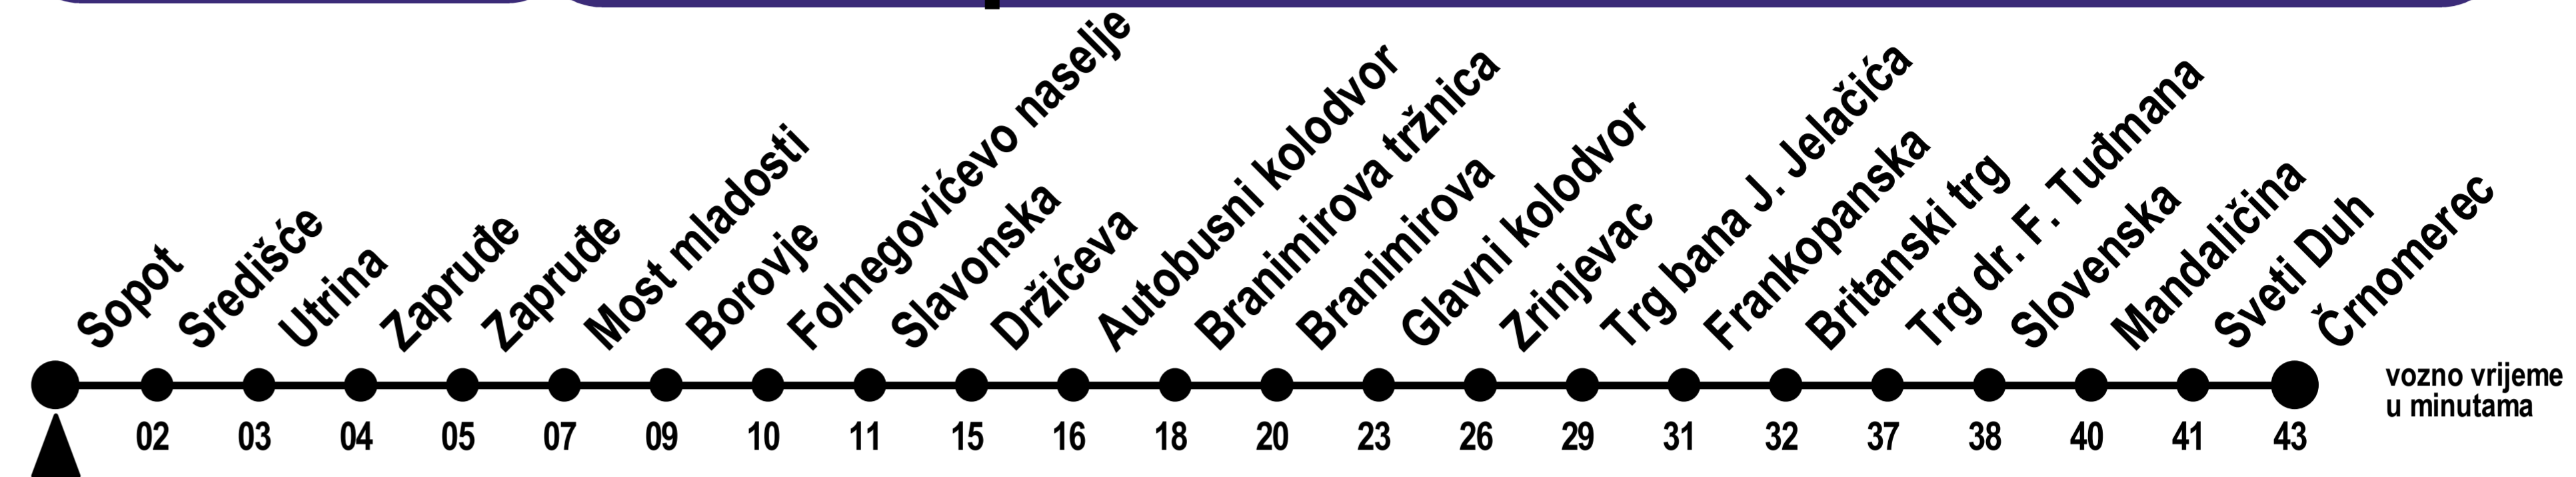 Sopot
Središće
Utrina
Zapruđe
Zapruđe
Most mladosti
Borovje
Folnegovićevo naselje
Slavonska
Držićeva
Autobusni kolodvor
Branimirova tržnica
Branimirova
Glavni kolodvor
Zrinjevac
Trg bana J. Jelačića
Frankopanska
Britanski trg
Trg dr. F. Tuđmana
Slovenska
Mandaličina
Sveti Duh
Črnomerec
vozno vrijeme
u minutama
02 03 04 05 07 09 10 11 15 16 18 20 23 26 29 31 32 37 38 40 41 43